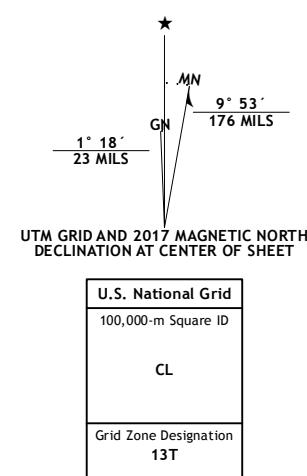 MN
GN
9° 53´
176 MILS
1° 18´
23 MILS
UTM GRID AND 2017 MAGNETIC NORTH
DECLINATION AT CENTER OF SHEET
U.S. National Grid
100,000-m Square ID
CL
Grid Zone Designation
13T